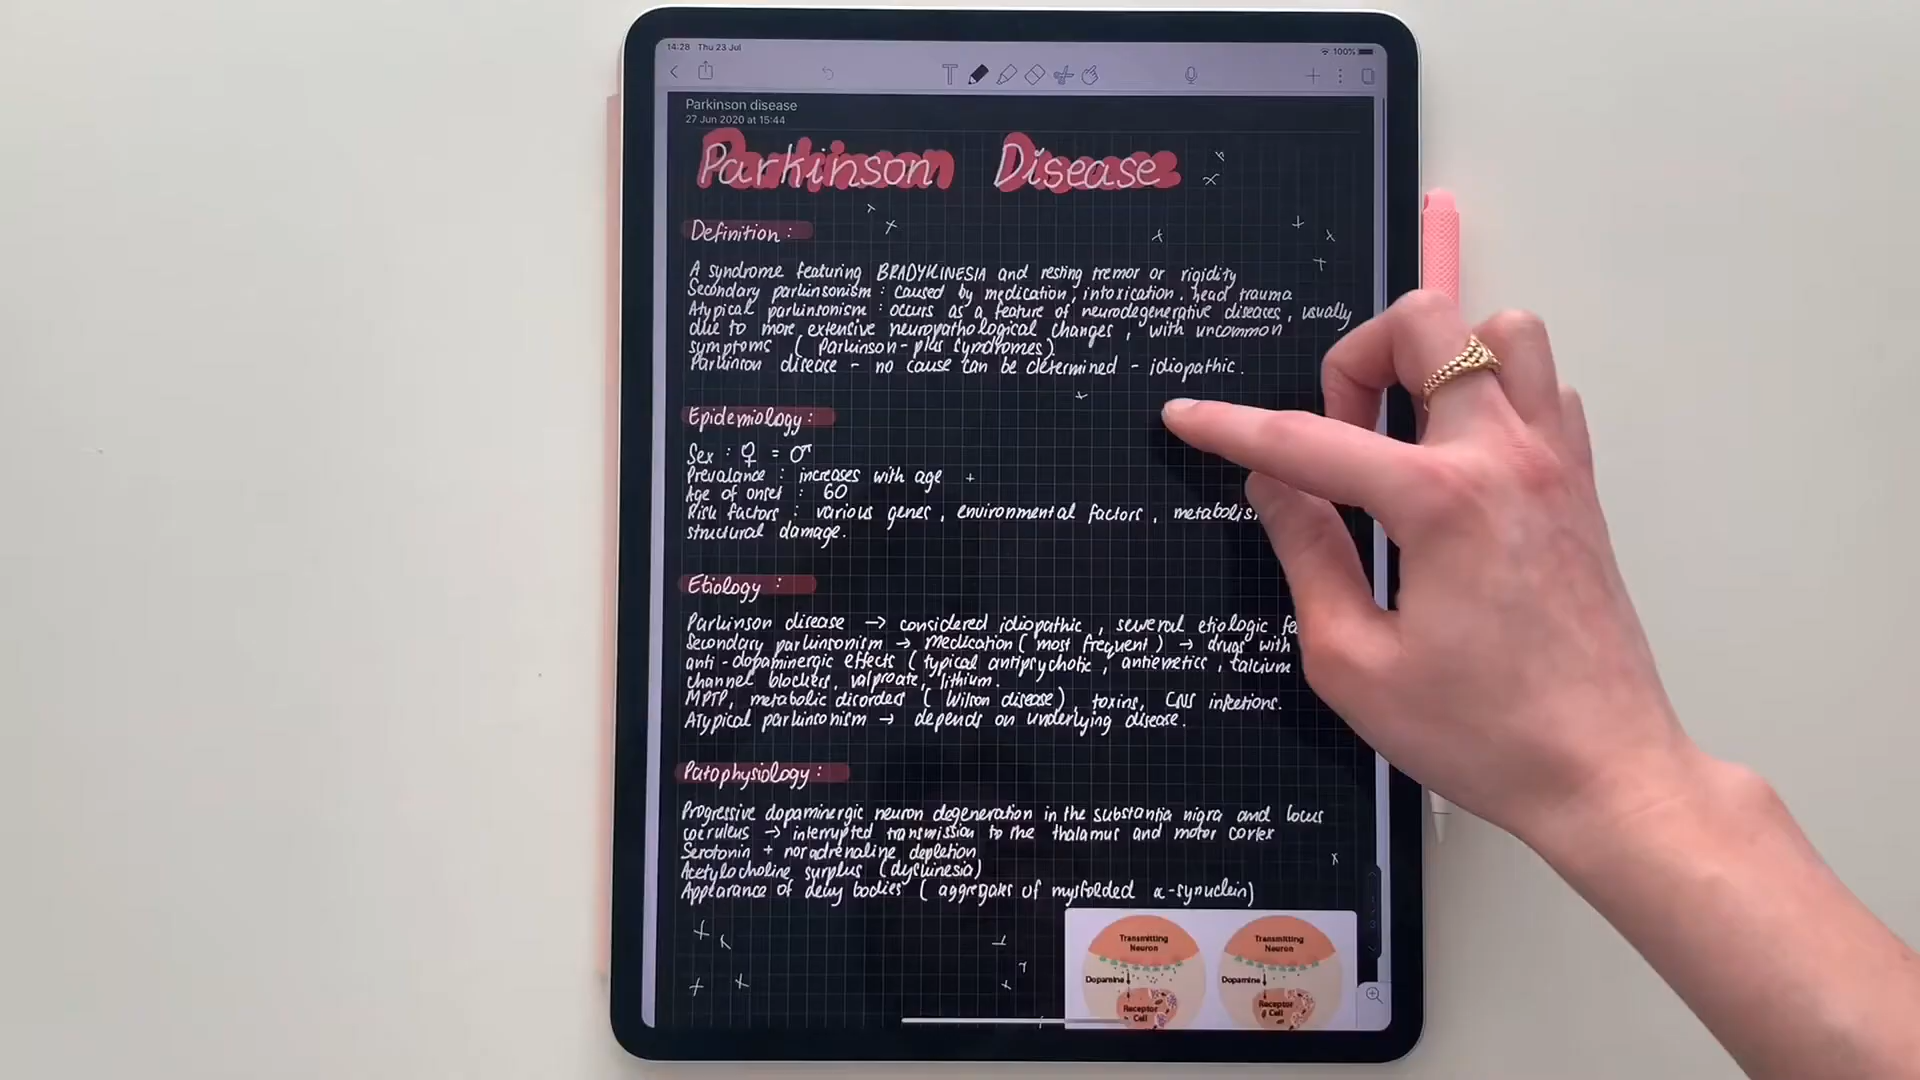 14:28 Thu 23 Jul
100%
Parkinson disease
27 Jun 2020 at 15:44
Parkinson Disease
Definition:
A syndrome featuring BRADYKINESIA and resting tremor or rigidity
Secondary parkinsonism: caused by medication, intoxication, head trauma
Atypical parkinsonism: occurs as a feature of neurodegenerative diseases, usually
due to more extensive neuropathological changes, with uncommon
symptoms (Parkinson-plus syndromes)
Parkinson disease - no cause can be determined - idiopathic.
Epidemiology:
Sex: ♀ = ♂
Prevalance: increases with age
Age of onset: 60
Risk factors: various genes, environmental factors,
structural damage.
Etiology:
Parkinson disease → considered idiopathic, several etiologic
Secondary parkinsonism → medication (most frequent) → drugs with
anti-dopaminergic effects (typical antipsychotic, antiemetics, calcium
channel blockers, valproate, lithium.
MPTP, metabolic disorders (Wilson disease), toxins, CNS infections.
Atypical parkinsonism → depends on underlying disease.
Patophysiology:
Progressive dopaminergic neuron degeneration in the substantia nigra and locus
coeruleus → interrupted transmission to the thalamus and motor cortex
Serotonin + noradrenaline depletion
Acetylocholine surplus (dyskinesia)
Appearance of bodies (aggregates of α-synuclein)
Transmitting Neuron
Transmitting Neuron
Dopamine
Dopamine
Receptor Cell
Receptor Cell